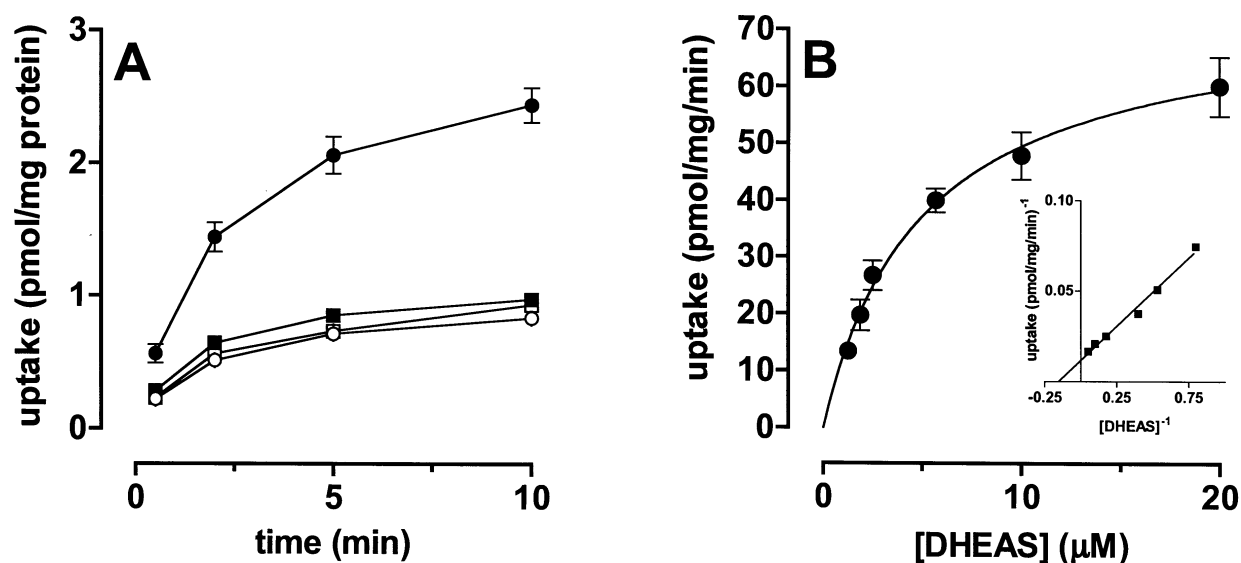 A
uptake (pmol/mg protein)
3
2
1
0
0 5 10
time (min)
B
uptake (pmol/mg/min)
70
60
50
40
30
20
10
0
0 10 20
[DHEAS] (μM)
uptake (pmol/mg/min)⁻¹
0.10
0.05
-0.25 0.25 0.75
[DHEAS]⁻¹